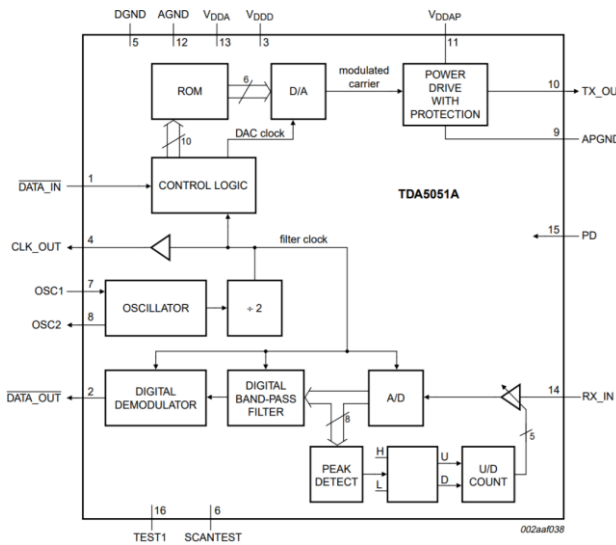 DGND AGND VDDA VDDD VDDAP
5 12 13 3 11
ROM
6
D/A
modulated
carrier
POWER
DRIVE
WITH
PROTECTION
10 TX_OU
10
DAC clock
9 APGND
DATA_IN 1
CONTROL LOGIC
TDA5051A
CLK_OUT 4
filter clock
15 PD
OSC1 7
OSC2 8
OSCILLATOR
÷ 2
DATA_OUT 2
DIGITAL
DEMODULATOR
DIGITAL
BAND-PASS
FILTER
A/D
14 RX_IN
8
5
PEAK
DETECT
H
L
U
D
U/D
COUNT
16 6
TEST1 SCANTEST
002aaf038